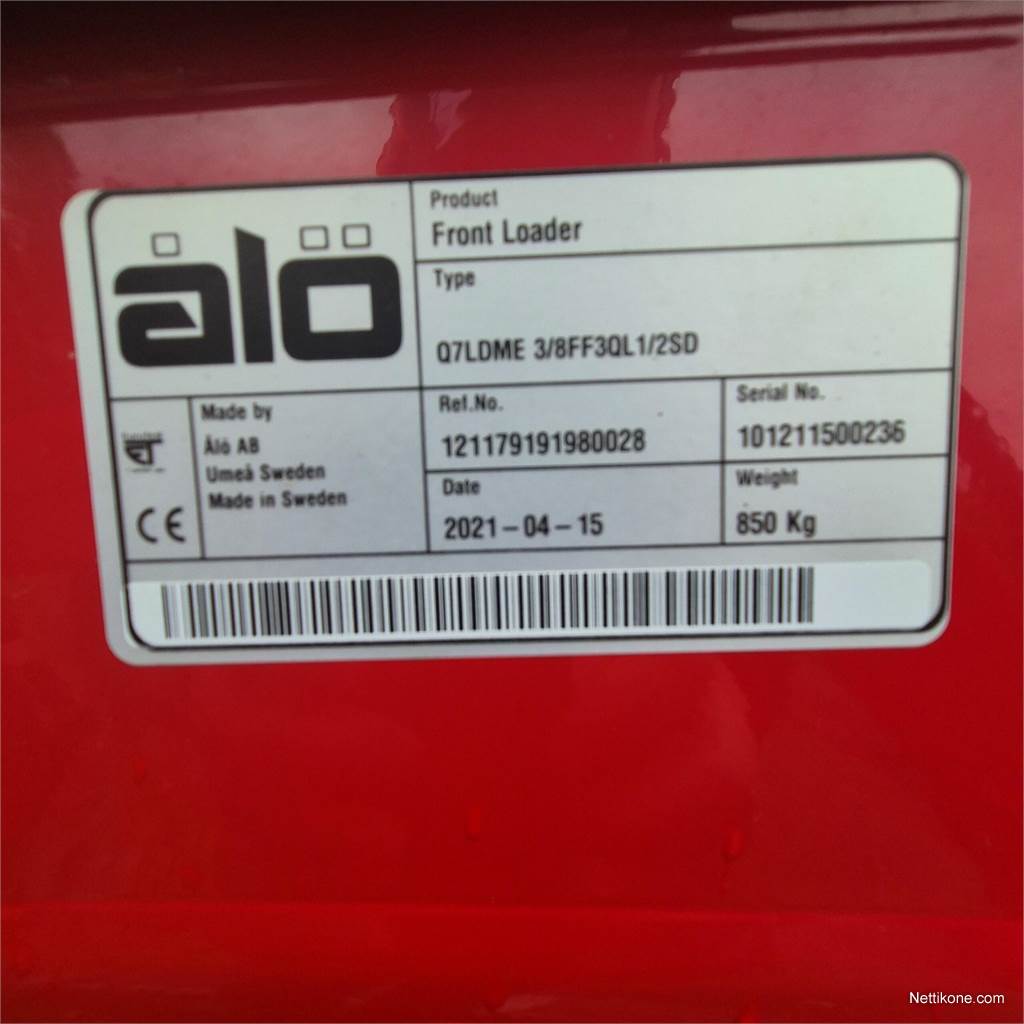 älö
Product
Front Loader
Type
Q7LDME 3/8FF3QL1/2SD
Made by
Ålö AB
Umeå Sweden
Made in Sweden
Ref.No.
121179191980028
Serial No.
101211500236
Date
2021-04-15
Weight
850 Kg
CE
Nettikone.com